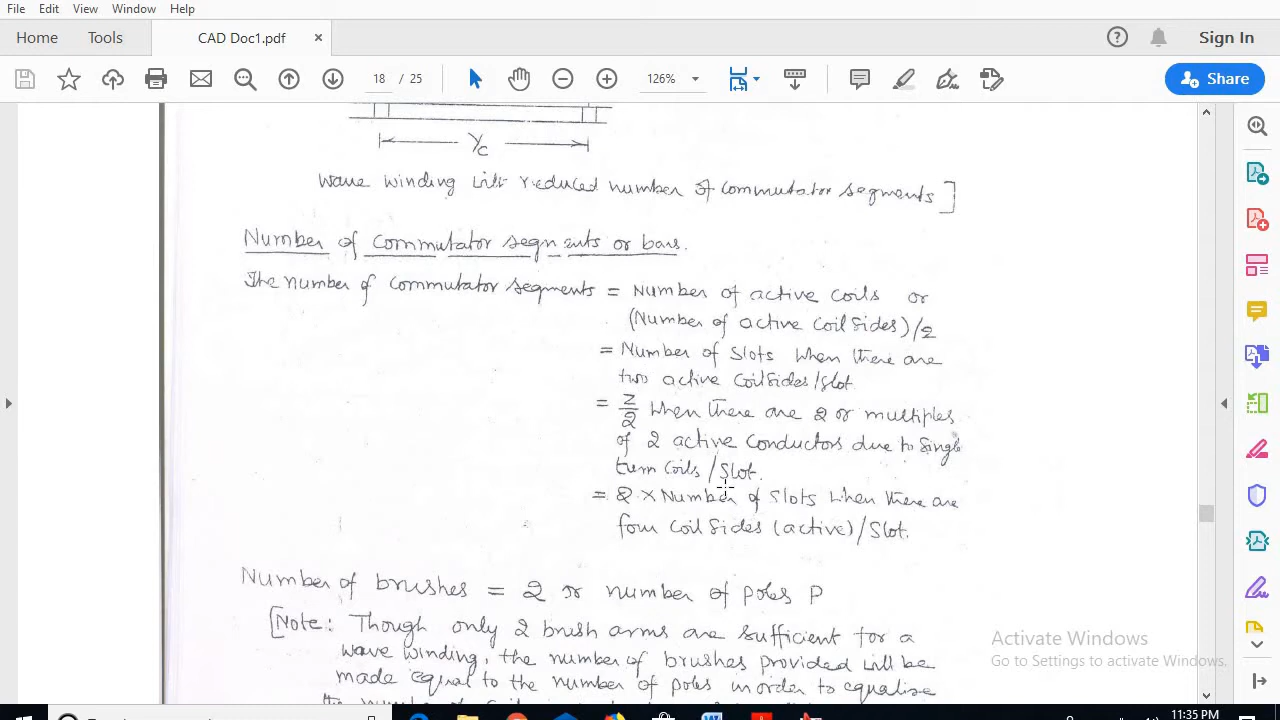 File Edit View Window Help
Home Tools CAD Doc1.pdf × Sign In
18 / 25 126% Share
Y/C
Wave winding with reduced number of commutator segments]
Number of commutator segments or bars.
The number of commutator segments = Number of active coils or
(Number of active coil sides)/2
= Number of slots when there are
two active coilsides/slot
= Z/2 when there are 2 or multiples
of 2 active conductors due to single
turn coils/slot.
= 2 × Number of slots when there are
four coil sides (active)/slot.
Number of brushes = 2 or number of poles P
[Note: Though only 2 brush arms are sufficient for a
wave winding, the number of brushes provided will be
made equal to the number of poles in order to equalise
Activate Windows
Go to Settings to activate Windows.
11:35 PM